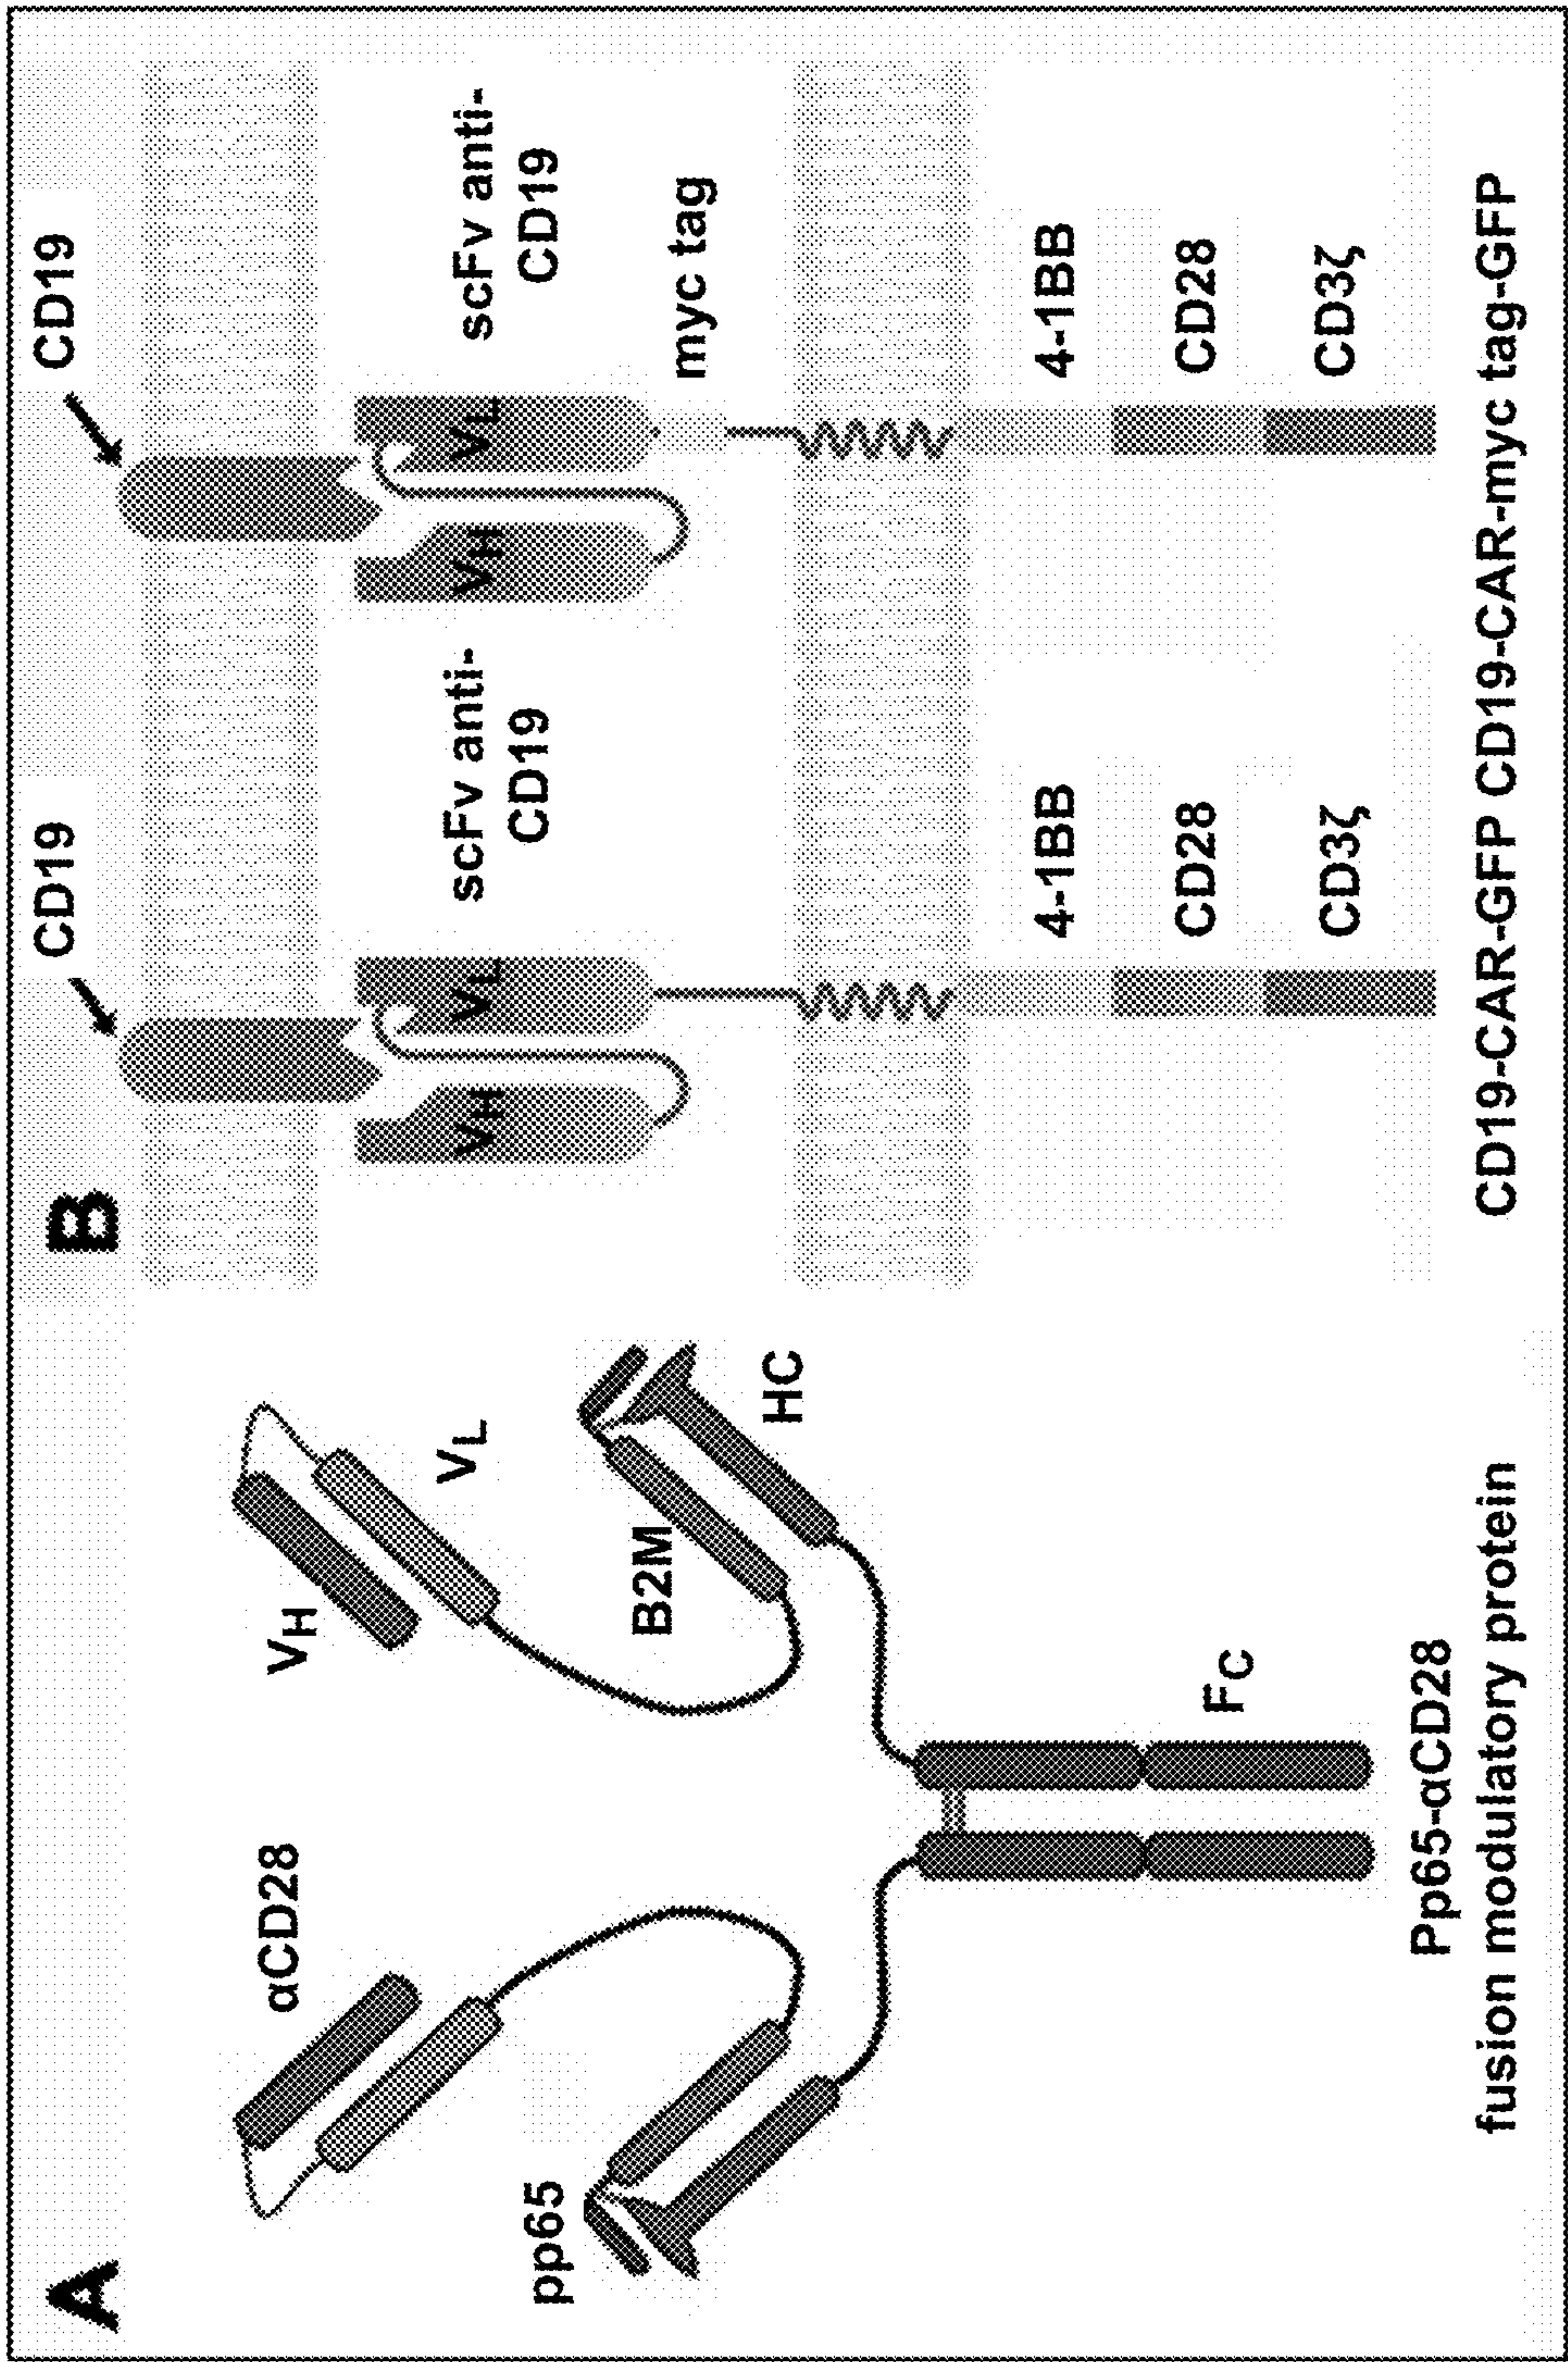 A
αCD28
VH
VL
pp65
B2M
HC
FC
Pp65-αCD28
fusion modulatory protein
B
CD19
CD19
VH
VL
scFv anti-
CD19
VH
VL
scFv anti-
CD19
myc tag
4-1BB
CD28
CD3ζ
4-1BB
CD28
CD3ζ
CD19-CAR-GFP CD19-CAR-myc tag-GFP